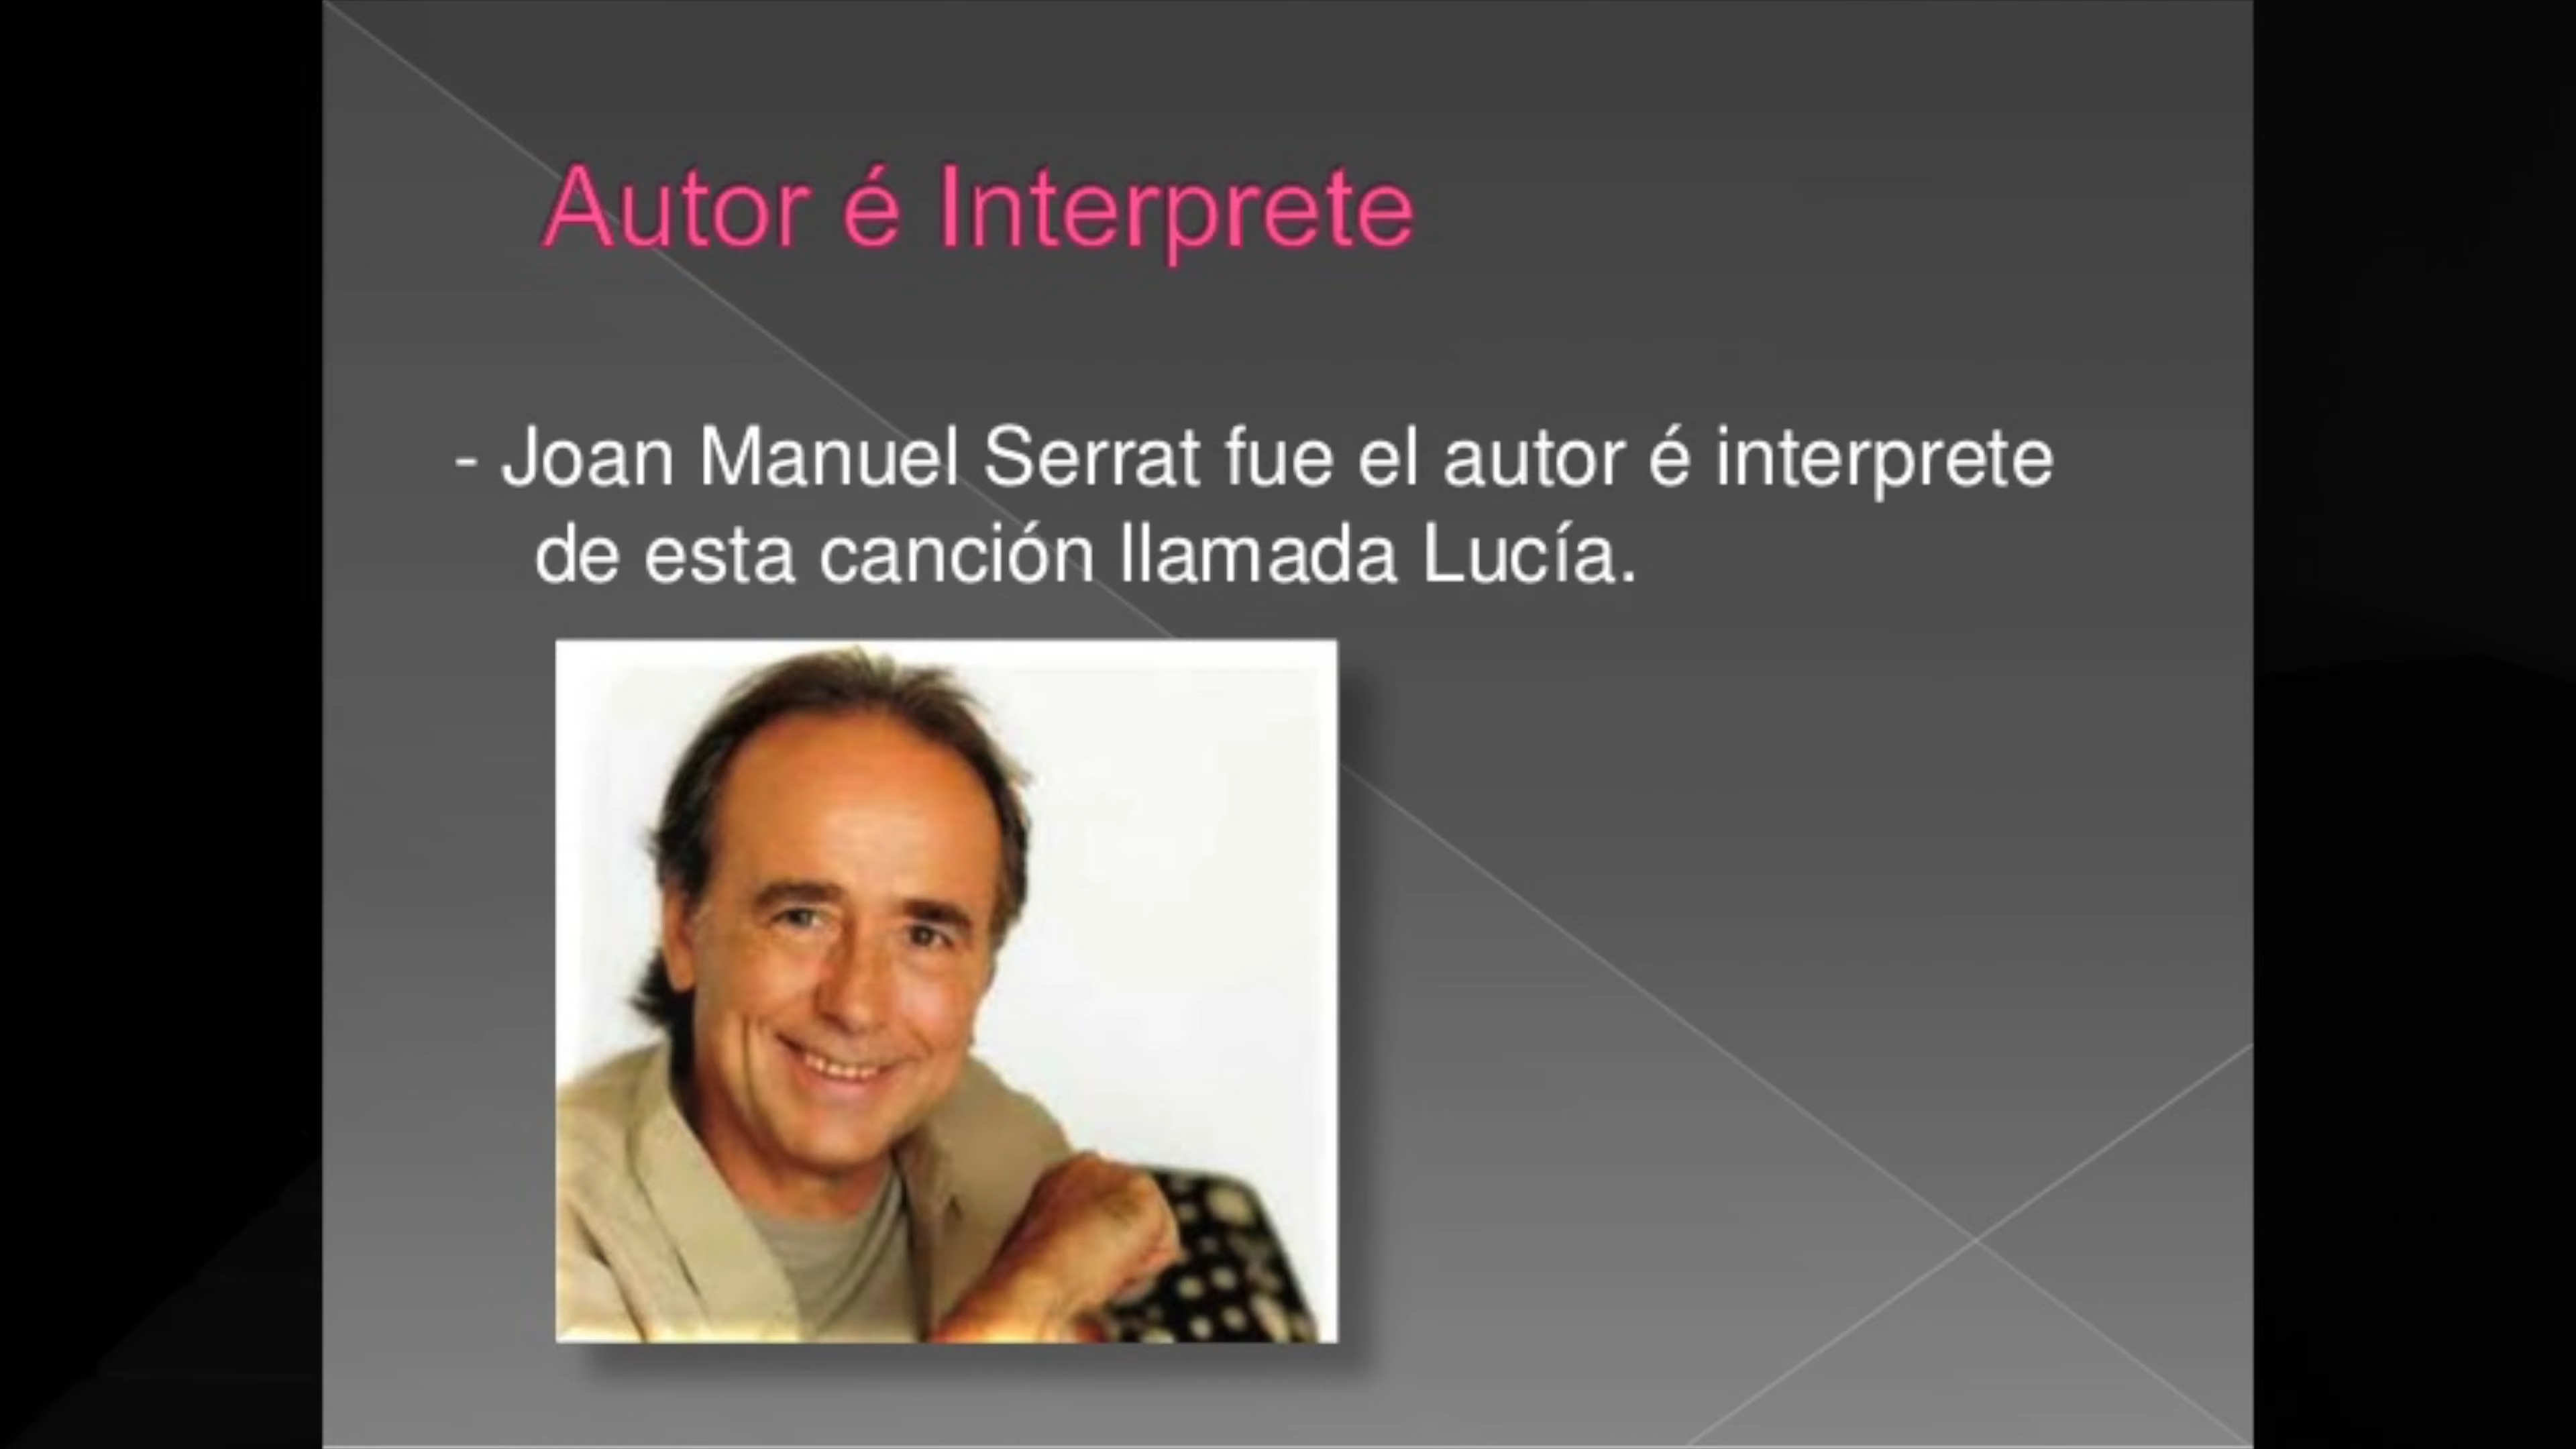 Autor é Interprete
- Joan Manuel Serrat fue el autor é interprete
de esta canción llamada Lucía.